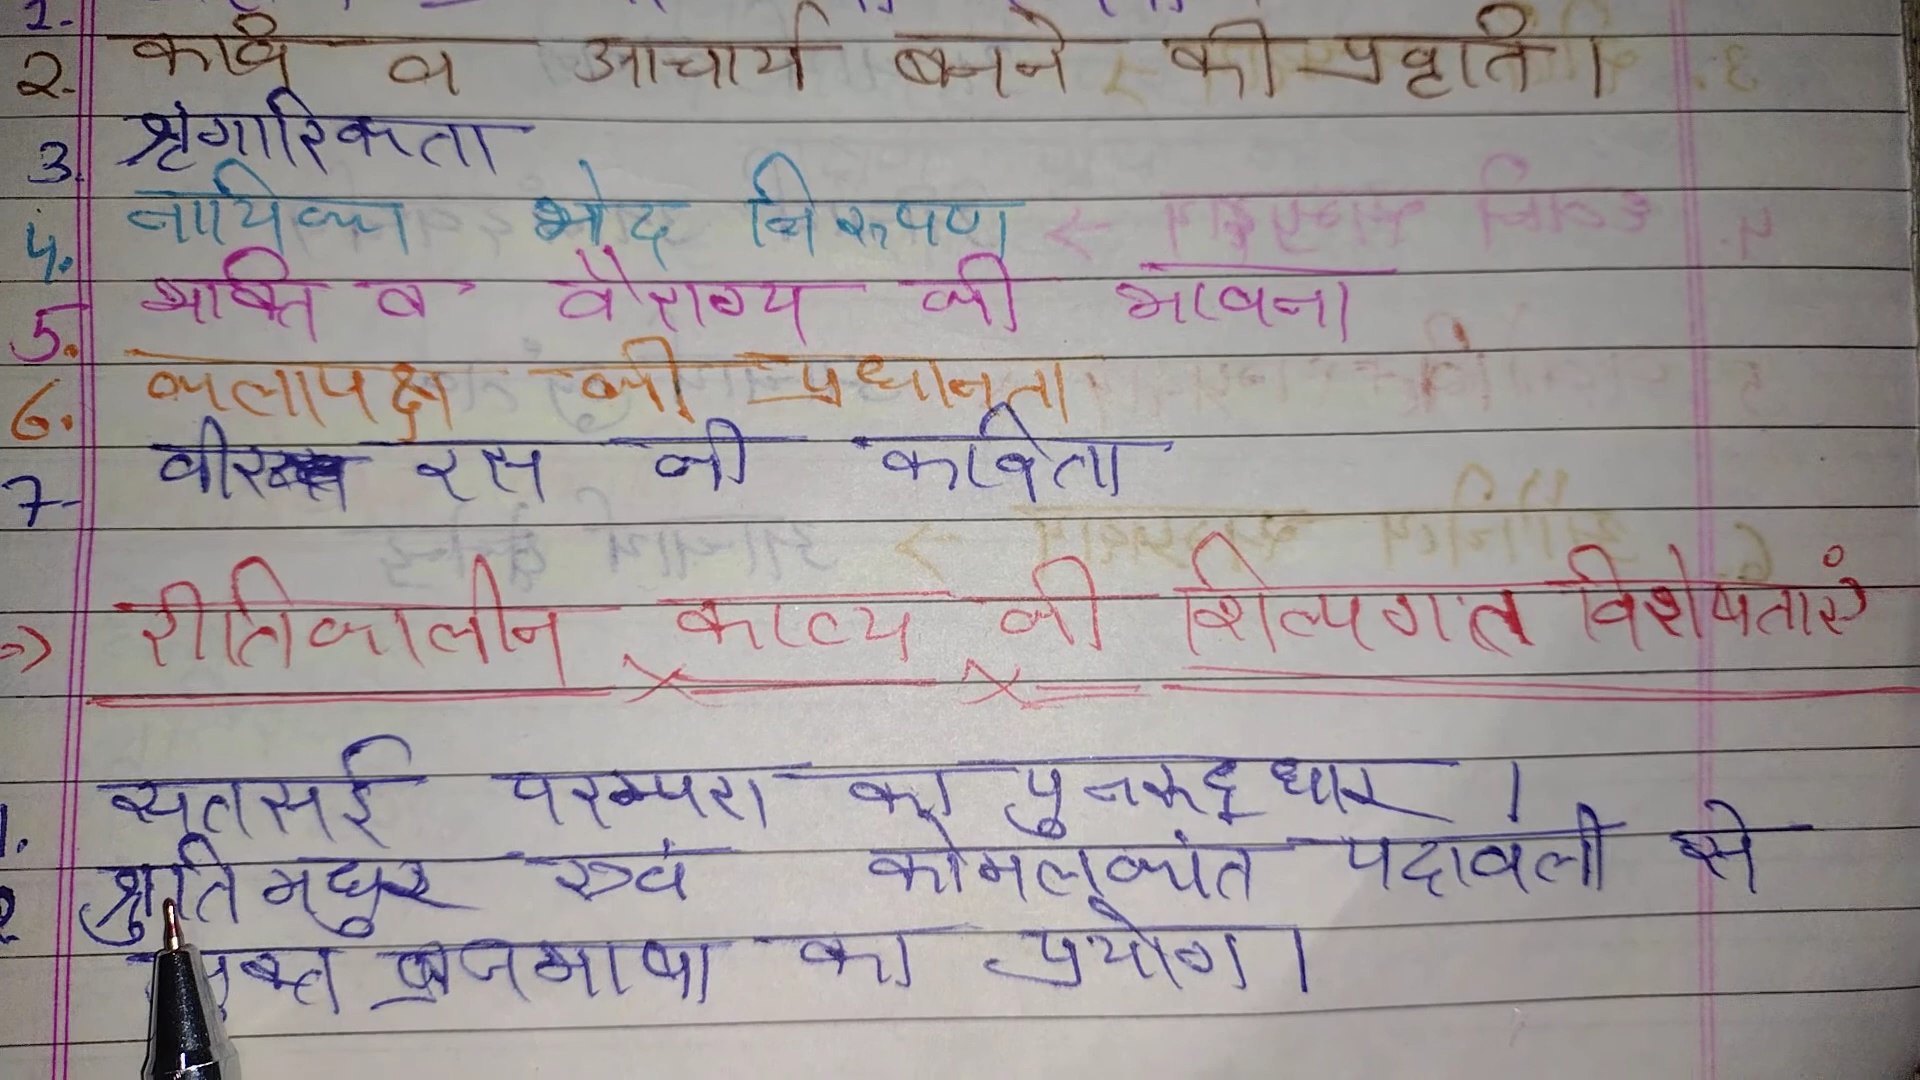 1.
2. कवि व आचार्य बनने की प्रवृति।
3. श्रृंगारिकता
4. नायिका भेद निरूपण
5. भक्ति व वैराग्य की भावना
6. कलापक्ष की प्रधानता
7- वीर रस की कविता
=> रीतिकालीन काव्य की शिल्पगत विशेषताएं
1. सतसई परम्परा का पुनरूद्धार।
2 श्रुतिमधुर एवं कोमलकांत पदावली से
युक्त ब्रजभाषा का प्रयोग।